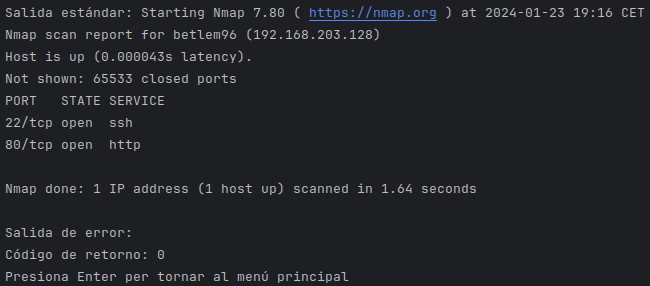 Salida estándar: Starting Nmap 7.80 ( https://nmap.org ) at 2024-01-23 19:16 CET
Nmap scan report for betlem96 (192.168.203.128)
Host is up (0.000043s latency).
Not shown: 65533 closed ports
PORT   STATE SERVICE
22/tcp open  ssh
80/tcp open  http
Nmap done: 1 IP address (1 host up) scanned in 1.64 seconds
Salida de error:
Código de retorno: 0
Presiona Enter per tornar al menú principal